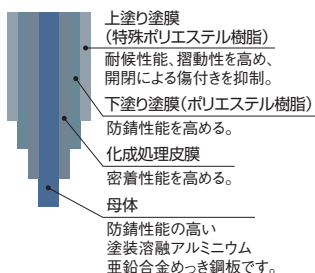 上塗り塗膜
(特殊ポリエステル樹脂)
耐候性能、摺動性を高め、
開閉による傷付きを抑制。
下塗り塗膜(ポリエステル樹脂)
防錆性能を高める。
化成処理皮膜
密着性能を高める。
母体
防錆性能の高い
塗装溶融アルミニウム
亜鉛合金めっき鋼板です。